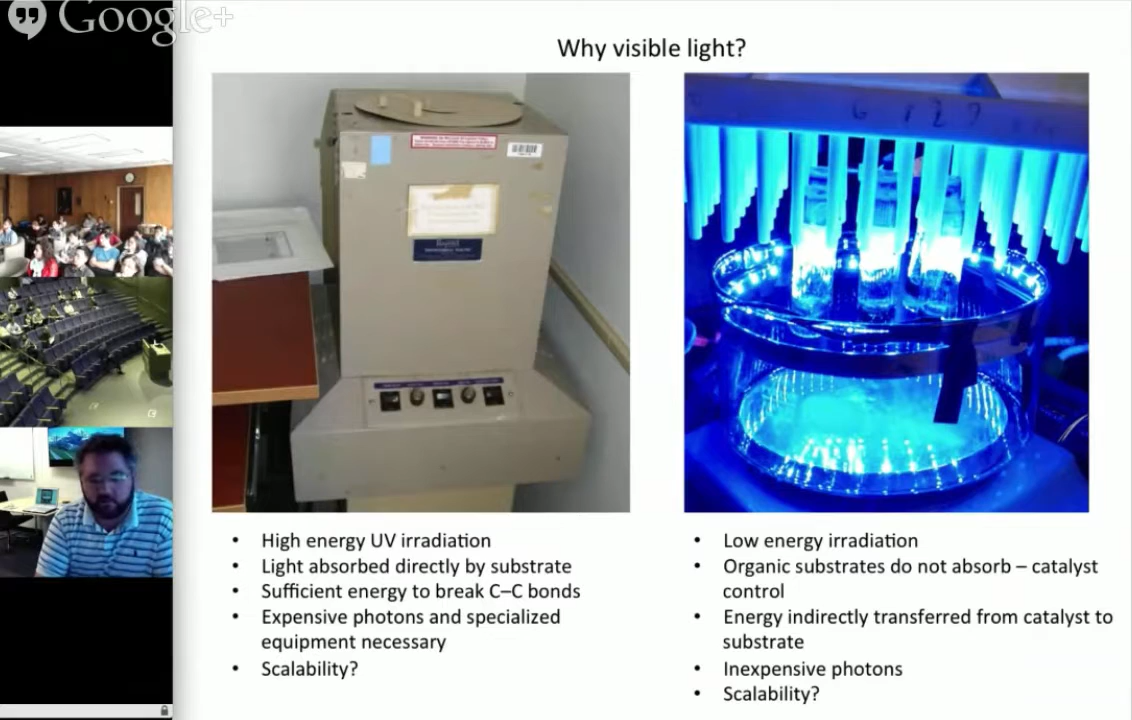 Google+
Why visible light?
• High energy UV irradiation
• Light absorbed directly by substrate
• Sufficient energy to break C–C bonds
• Expensive photons and specialized
equipment necessary
• Scalability?
• Low energy irradiation
• Organic substrates do not absorb – catalyst
control
• Energy indirectly transferred from catalyst to
substrate
• Inexpensive photons
• Scalability?